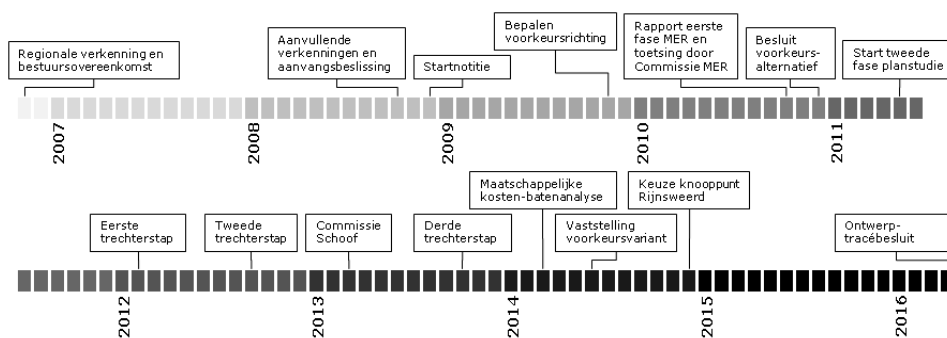 Regionale verkenning en
bestuursovereenkomst
Aanvullende
verkenningen en
aanvangsbeslissing
Startnotitie
Bepalen
voorkeursrichting
Rapport eerste
fase MER en
toetsing door
Commissie MER
Besluit
voorkeurs-
alternatief
Start tweede
fase planstudie
2007
2008
2009
2010
2011
Eerste
trechterstap
Tweede
trechterstap
Commissie
Schoof
Derde
trechterstap
Maatschappelijke
kosten-batenanalyse
Vaststelling
voorkeursvariant
Keuze knooppunt
Rijnsweerd
Ontwerp-
tracébesluit
2012
2013
2014
2015
2016